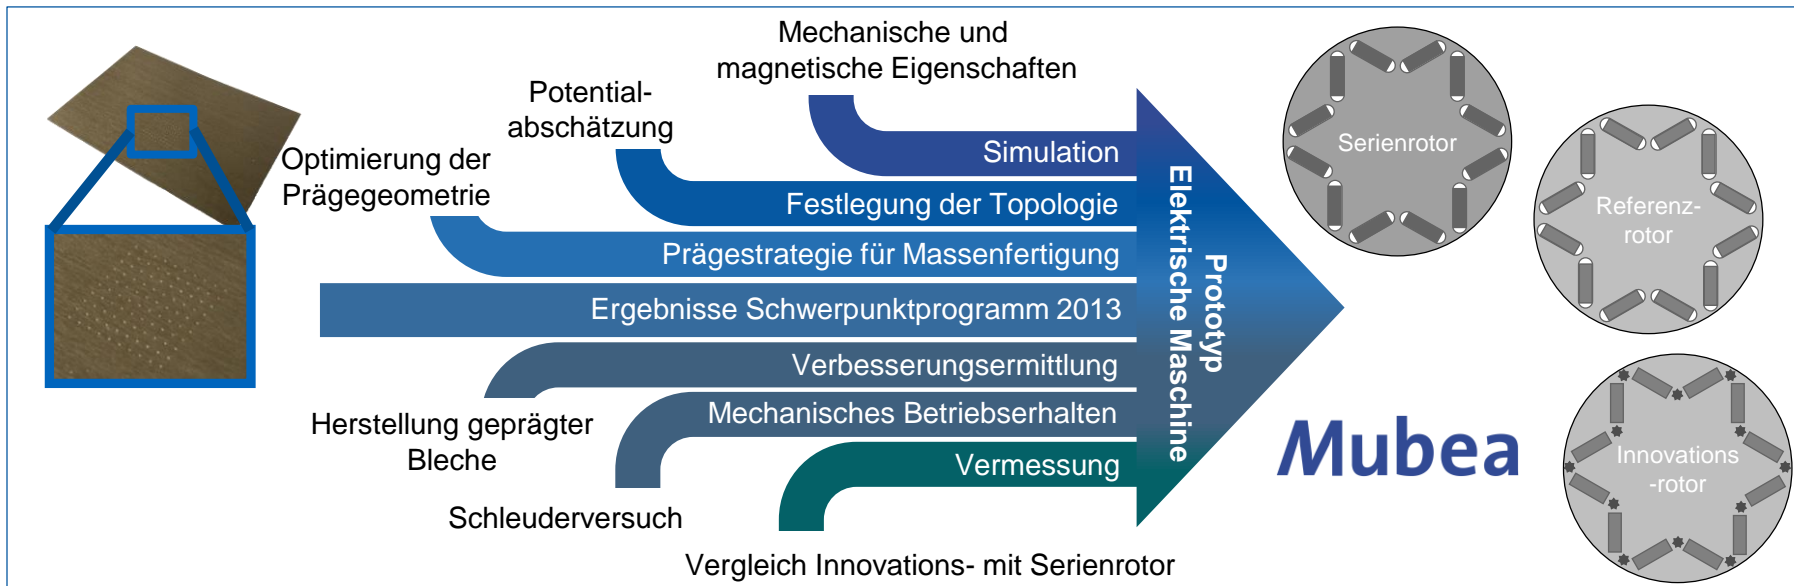 Mechanische und
magnetische Eigenschaften
Potential-
abschätzung
Optimierung der
Prägegeometrie
Simulation
Festlegung der Topologie
Prägestrategie für Massenfertigung
Ergebnisse Schwerpunktprogramm 2013
Verbesserungsermittlung
Mechanisches Betriebserhalten
Vermessung
Herstellung geprägter
Bleche
Schleuderversuch
Vergleich Innovations- mit Serienrotor
Prototyp
Elektrische Maschine
Serienrotor
Referenz-
rotor
Mubea
Innovations
-rotor